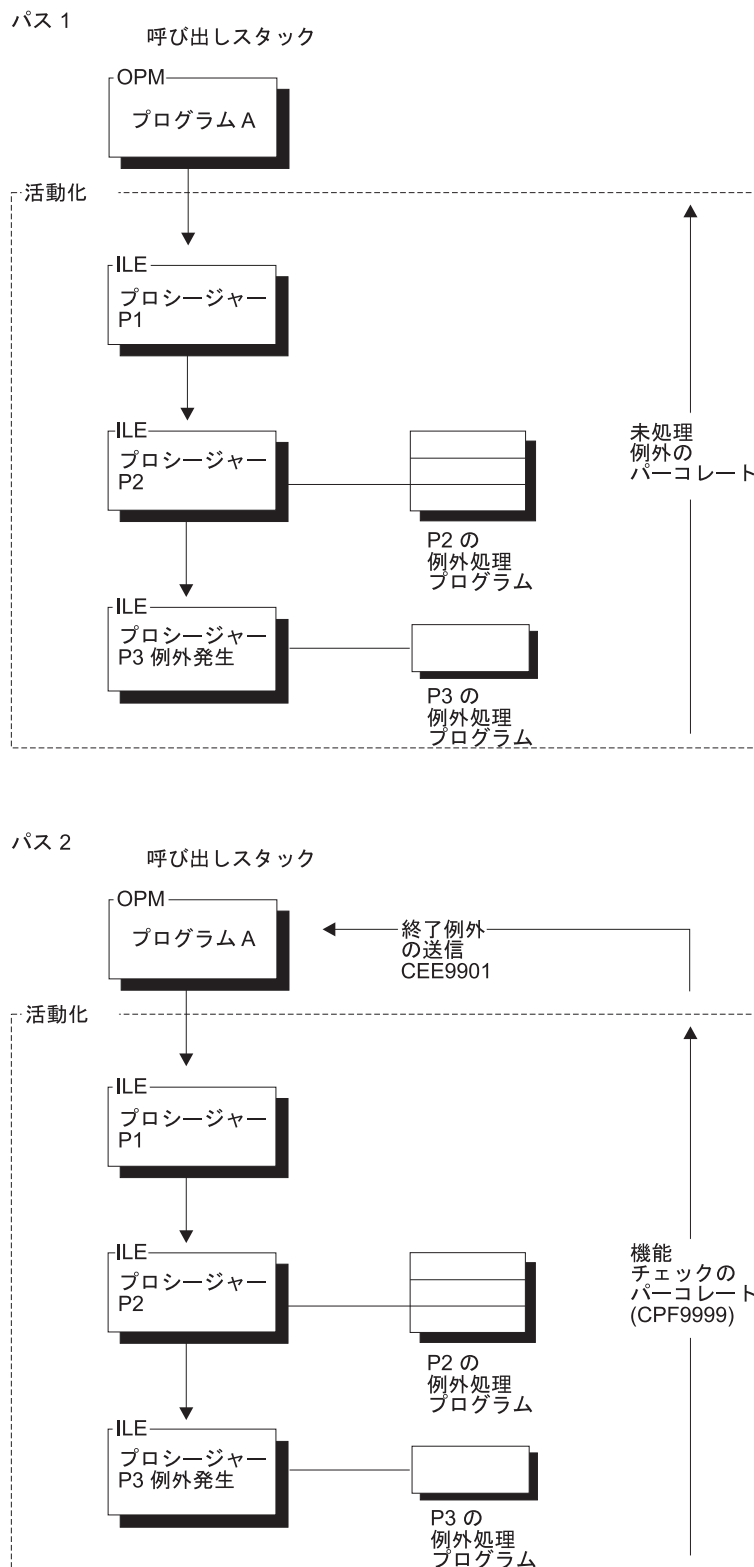 パス 1
呼び出しスタック
OPM
プログラム A
活動化
ILE
プロシージャー
P1
ILE
プロシージャー
P2
P2 の
例外処理
プログラム
未処理
例外の
パーコレート
ILE
プロシージャー
P3 例外発生
P3 の
例外処理
プログラム
パス 2
呼び出しスタック
OPM
プログラム A
終了例外
の送信
CEE9901
活動化
ILE
プロシージャー
P1
ILE
プロシージャー
P2
P2 の
例外処理
プログラム
機能
チェックの
パーコレート
(CPF9999)
ILE
プロシージャー
P3 例外発生
P3 の
例外処理
プログラム